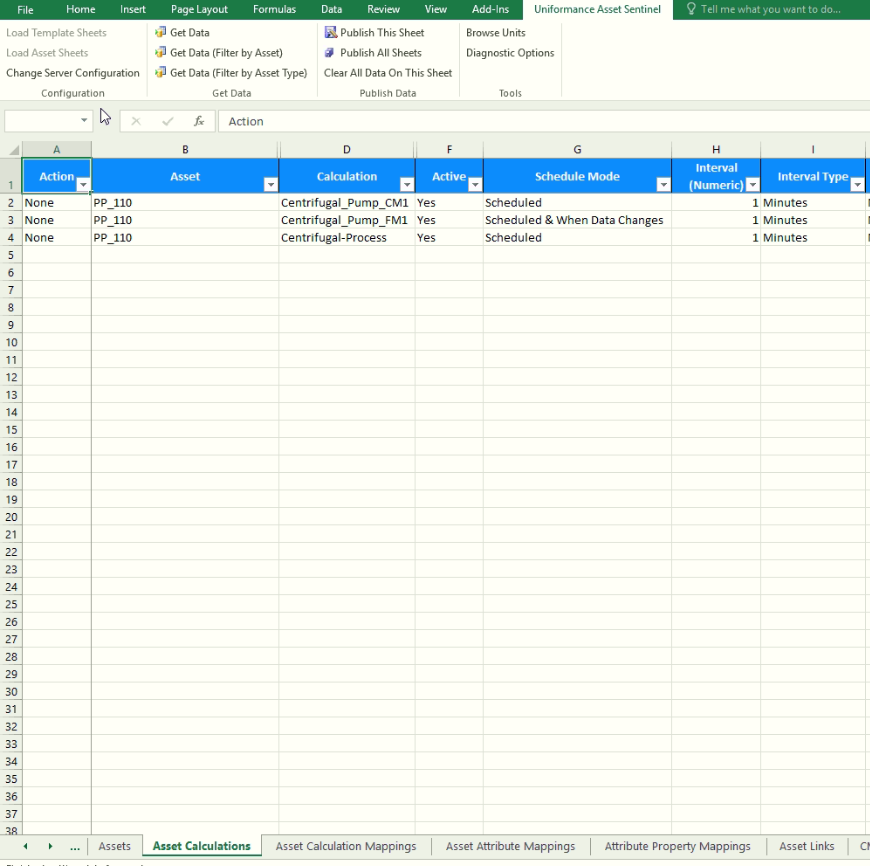 File Home Insert Page Layout Formulas Data Review View Add-Ins Uniformance Asset Sentinel Tell me what you want to do...
Load Template Sheets Get Data Publish This Sheet Browse Units
Load Asset Sheets Get Data (Filter by Asset) Publish All Sheets Diagnostic Options
Change Server Configuration Get Data (Filter by Asset Type) Clear All Data On This Sheet
Configuration Get Data Publish Data Tools
fx Action
A B D F G H I
1 Action Asset Calculation Active Schedule Mode Interval (Numeric) Interval Type
2 None PP_110 Centrifugal_Pump_CM1 Yes Scheduled 1 Minutes
3 None PP_110 Centrifugal_Pump_FM1 Yes Scheduled & When Data Changes 1 Minutes
4 None PP_110 Centrifugal-Process Yes Scheduled 1 Minutes
5
6
7
8
9
10
11
12
13
14
15
16
17
18
19
20
21
22
23
24
25
26
27
28
29
30
31
32
33
34
35
36
37
38
... Assets Asset Calculations Asset Calculation Mappings Asset Attribute Mappings Attribute Property Mappings Asset Links